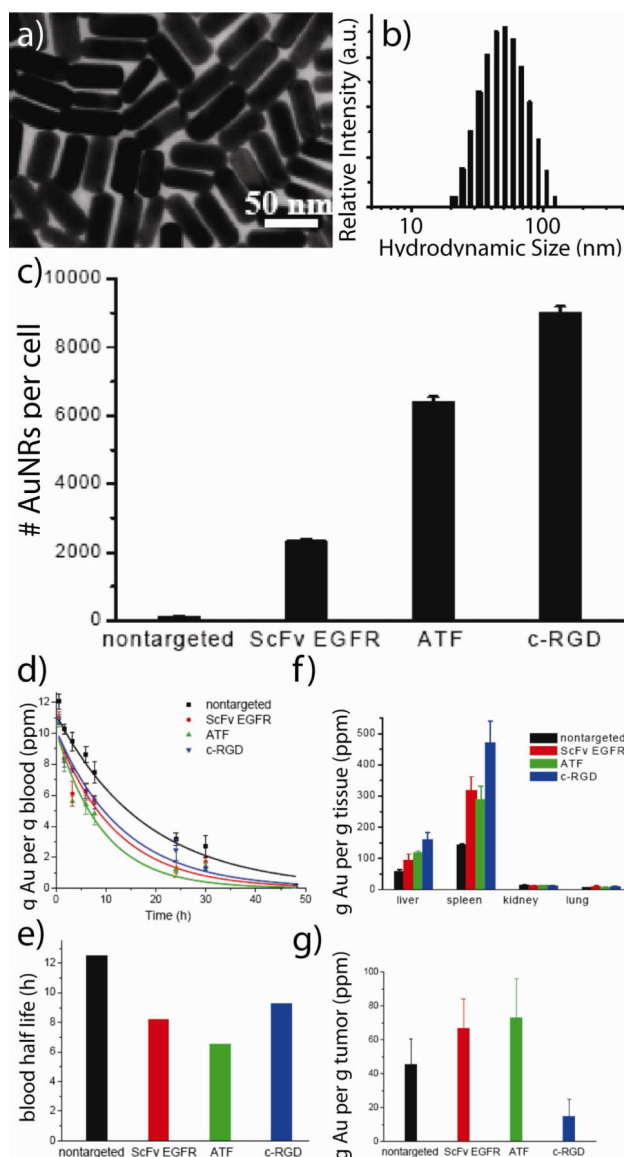 a)
50 nm
b)
Relative Intensity (a.u.)
10
100
Hydrodynamic Size (nm)
c)
# AuNRs per cell
10000
8000
6000
4000
2000
0
nontargeted
ScFv EGFR
ATF
c-RGD
d)
g Au per g blood (ppm)
12
10
8
6
4
2
0
nontargeted
ScFv EGFR
ATF
c-RGD
0
10
20
30
40
50
Time (h)
f)
g Au per g tissue (ppm)
500
400
300
200
100
0
nontargeted
ScFv EGFR
ATF
c-RGD
liver
spleen
kidney
lung
e)
blood half life (h)
12
10
8
6
4
2
0
nontargeted
ScFv EGFR
ATF
c-RGD
g)
g Au per g tumor (ppm)
100
80
60
40
20
0
nontargeted
ScFv EGFR
ATF
c-RGD